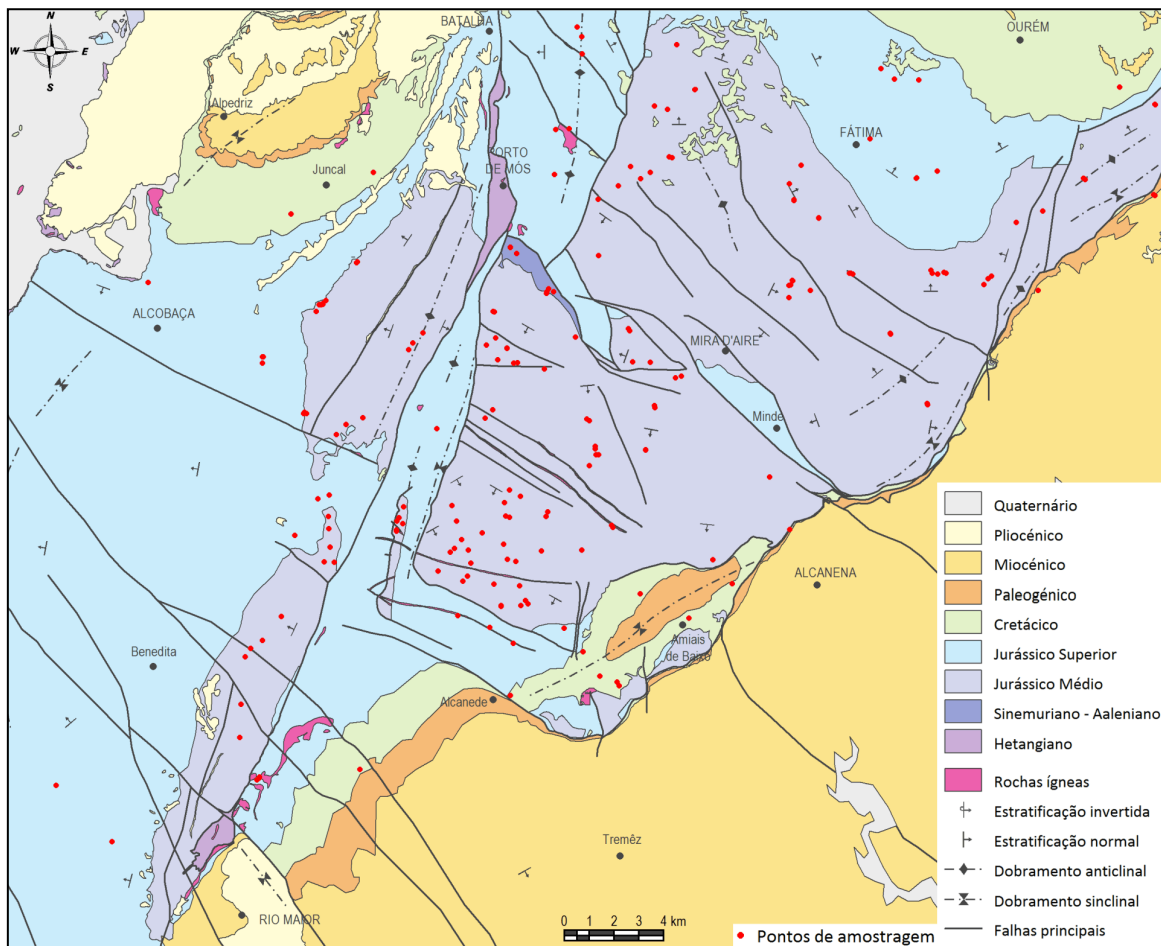 N
W E
S
BATALHA
OURÉM
Alpedriz
FÁTIMA
PORTO
DE MÓS
Juncal
ALCOBAÇA
MIRA D'AIRE
Minde
ALCANENA
Amiais
de Baixo
Benedita
Alcanede
Tremêz
RIO MAIOR
0 1 2 3 4 km
Pontos de amostragem
Quaternário
Pliocénico
Miocénico
Paleogénico
Cretácico
Jurássico Superior
Jurássico Médio
Sinemuriano - Aaleniano
Hetangiano
Rochas ígneas
Estratificação invertida
Estratificação normal
Dobramento anticlinal
Dobramento sinclinal
Falhas principais